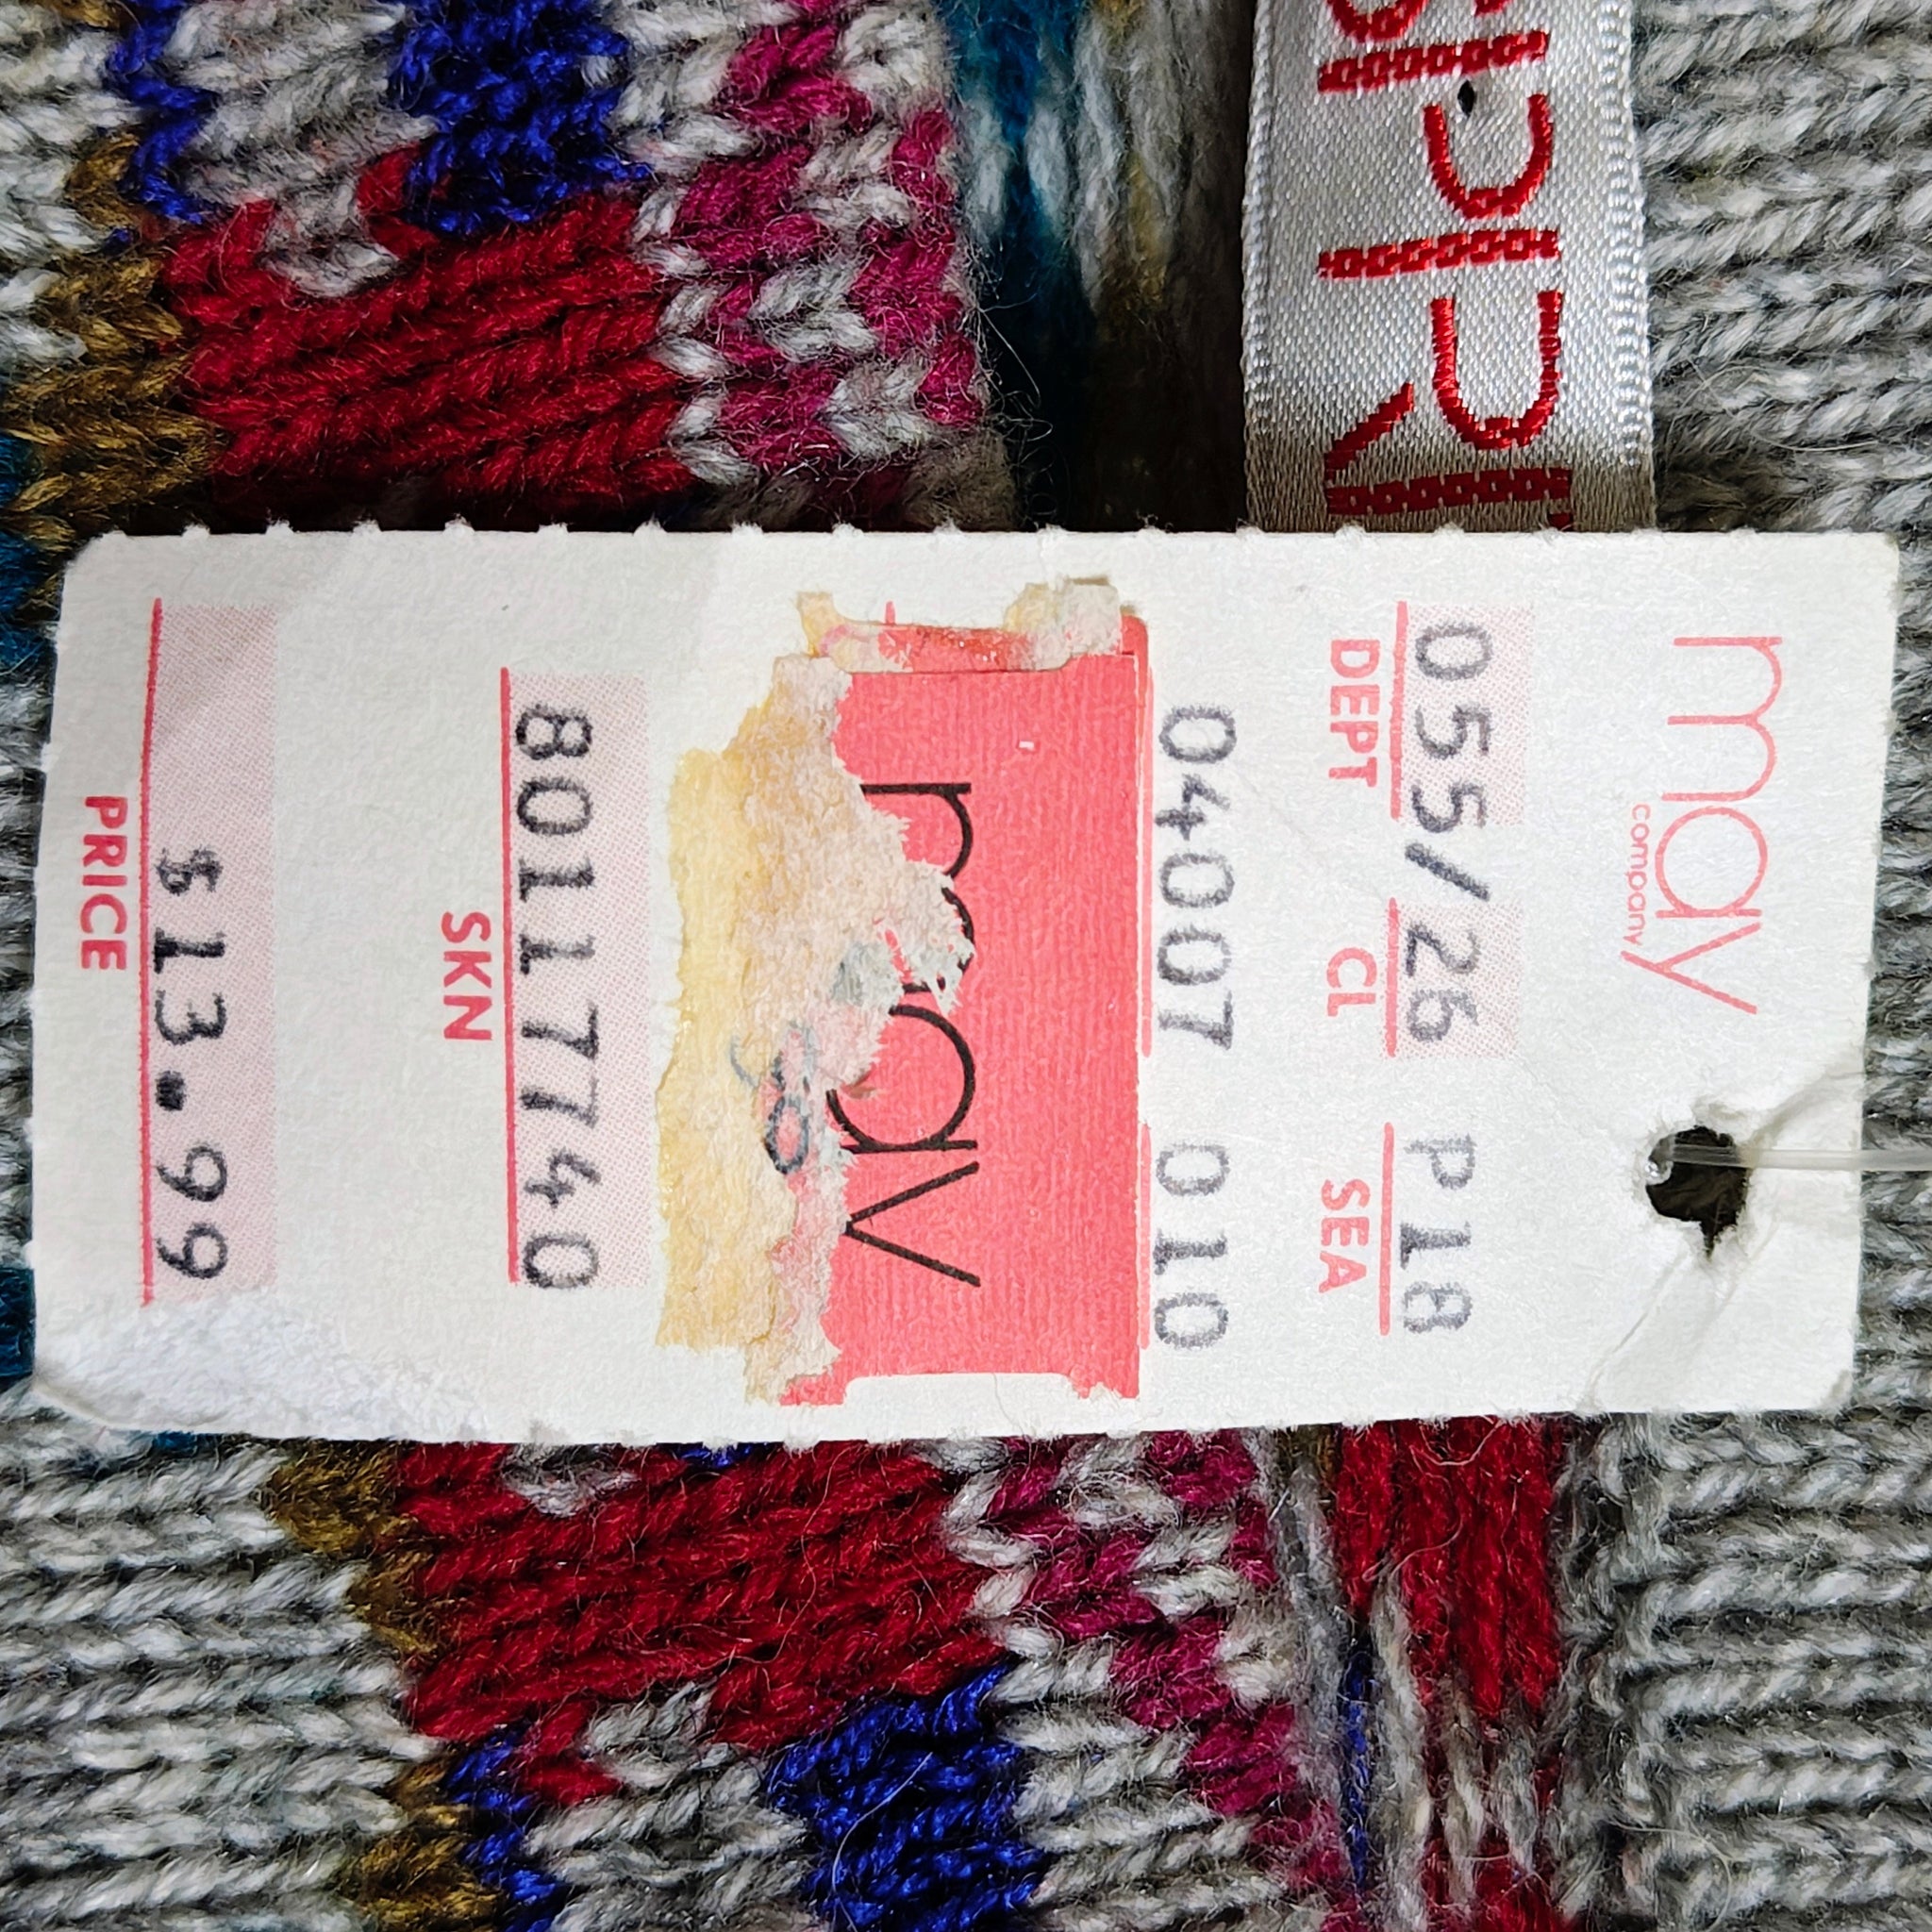 may
company
055/26 P18
DEPT CL SEA
04007 010
may
80117740
SKN
$13.99
PRICE